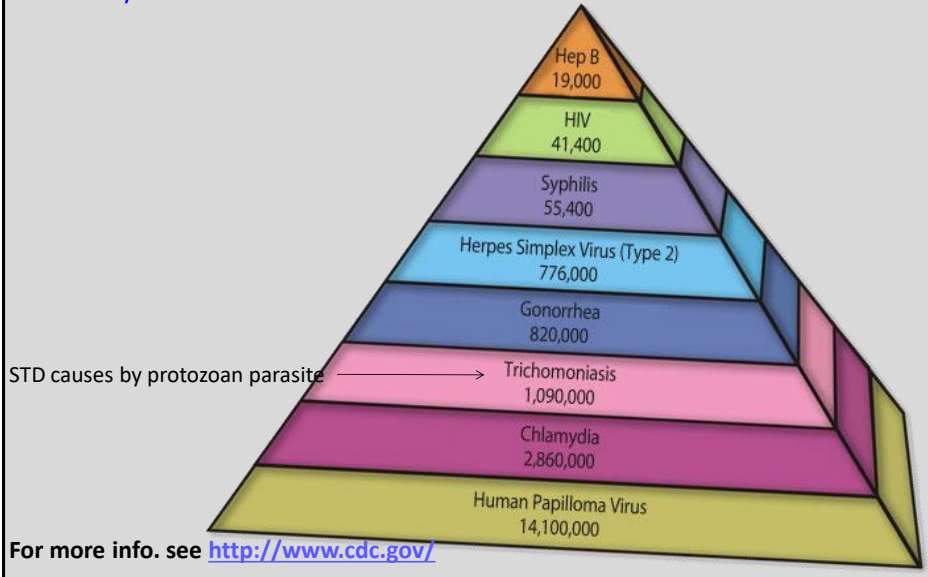 Hep B
19,000
HIV
41,400
Syphilis
55,400
Herpes Simplex Virus (Type 2)
776,000
Gonorrhea
820,000
STD causes by protozoan parasite
Trichomoniasis
1,090,000
Chlamydia
2,860,000
Human Papilloma Virus
14,100,000
For more info. see http://www.cdc.gov/